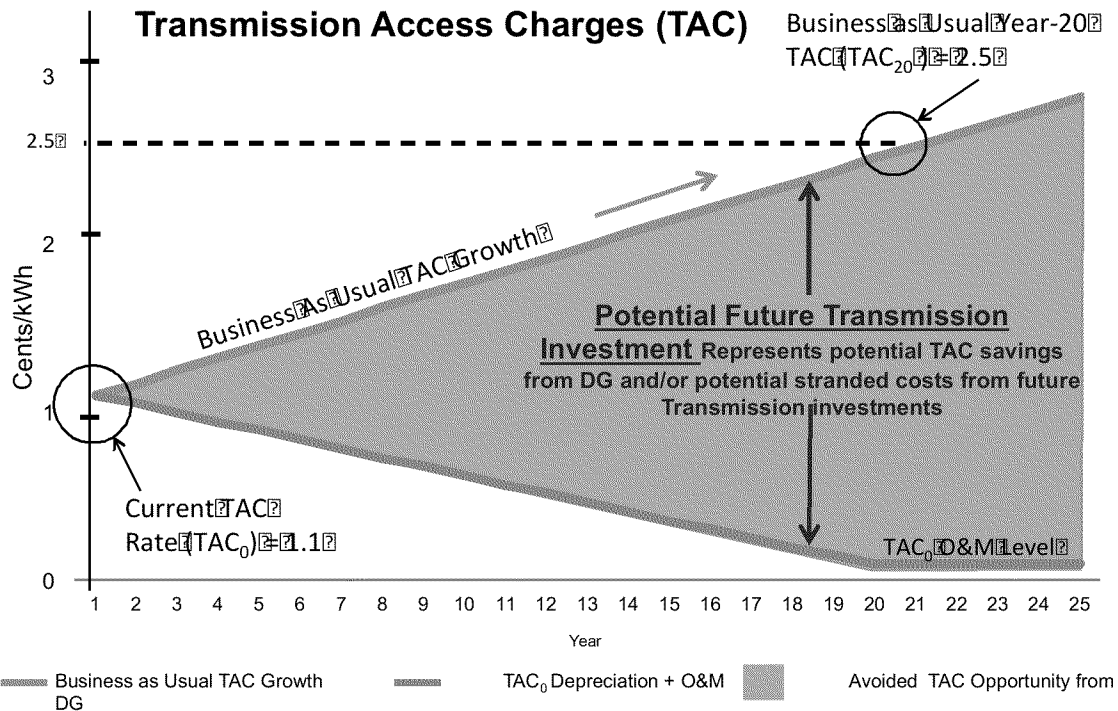 Transmission Access Charges (TAC)
Business as Usual Year-20
TAC (TAC20) = 2.5
3
2.5
2
1
0
Cents/kWh
Business As Usual TAC Growth
Potential Future Transmission
Investment Represents potential TAC savings
from DG and/or potential stranded costs from future
Transmission investments
Current TAC
Rate (TAC0) = 1.1
TAC0 O&M Level
1 2 3 4 5 6 7 8 9 10 11 12 13 14 15 16 17 18 19 20 21 22 23 24 25
Year
Business as Usual TAC Growth
TAC0 Depreciation + O&M
Avoided TAC Opportunity from
DG